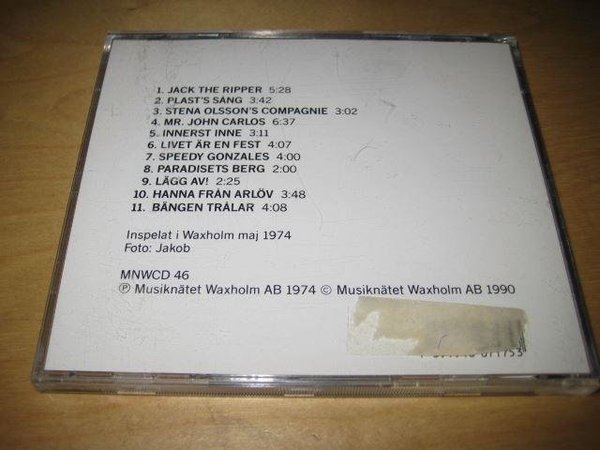 1. JACK THE RIPPER 5:28
2. PLAST'S SÅNG 3:42
3. STENA OLSSON'S COMPAGNIE 3:02
4. MR. JOHN CARLOS 6:37
5. INNERST INNE 3:11
6. LIVET ÄR EN FEST 4:07
7. SPEEDY GONZALES 4:00
8. PARADISETS BERG 2:00
9. LÄGG AV! 2:25
10. HANNA FRÅN ARLÖV 3:48
11. BÄNGEN TRÅLAR 4:08
Inspelat i Waxholm maj 1974
Foto: Jakob
MNWCD 46
Ⓟ Musiknätet Waxholm AB 1974 © Musiknätet Waxholm AB 1990